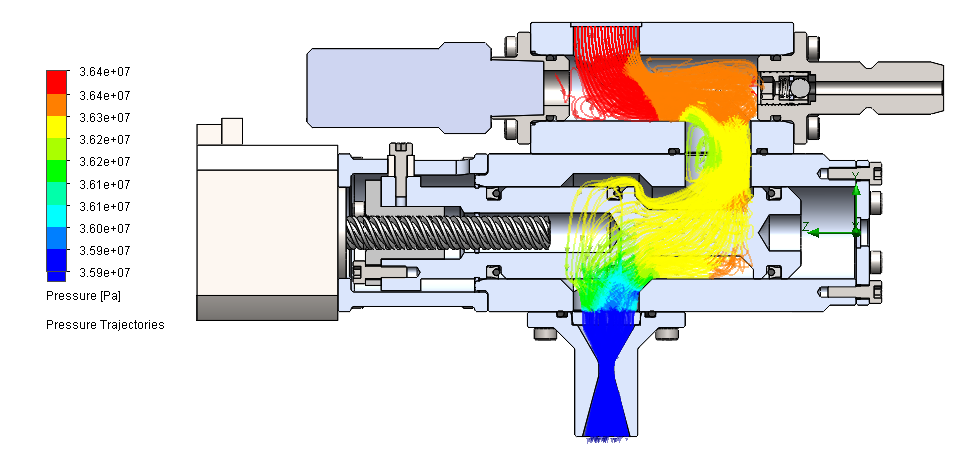 3.64e+07
3.64e+07
3.63e+07
3.62e+07
3.62e+07
3.61e+07
3.61e+07
3.60e+07
3.59e+07
3.59e+07
Pressure [Pa]
Pressure Trajectories
Y
Z
X